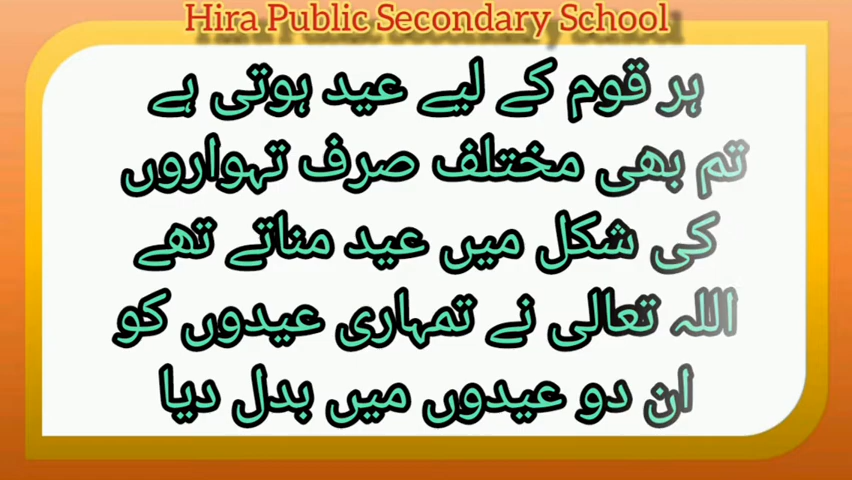 Hira Public Secondary School
ہر قوم کے لیے عید ہوتی ہے
تم بھی مختلف صرف تہواروں
کی شکل میں عید مناتے تھے
اللہ تعالی نے تمہاری عیدوں کو
ان دو عیدوں میں بدل دیا